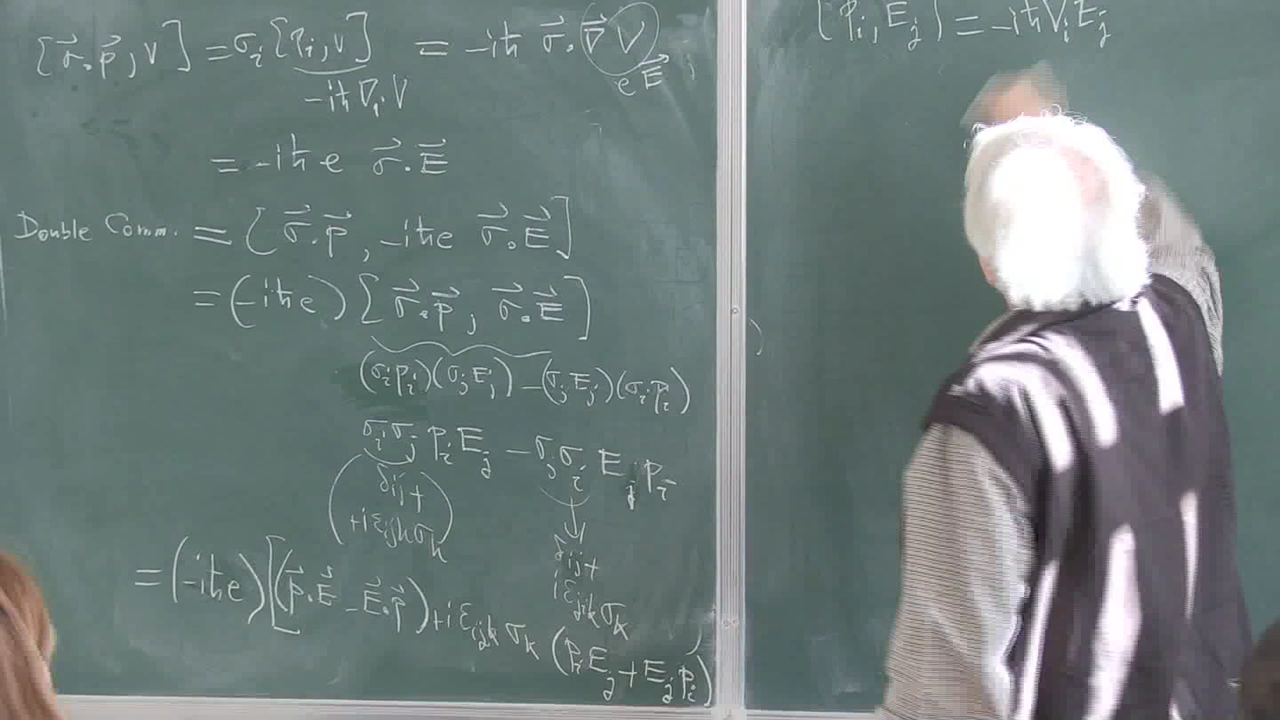 [σ⃗.p⃗, V] = σᵢ [pᵢ, V] = -iℏ σ⃗.∇⃗V
-iℏ∇ᵢV
eE⃗
= -iℏe σ⃗.E⃗
Double Comm. = [σ⃗.p⃗, -iℏe σ⃗.E⃗]
= (-iℏe) [σ⃗.p⃗, σ⃗.E⃗]
(σᵢpᵢ)(σⱼEⱼ) - (σⱼEⱼ)(σᵢpᵢ)
σᵢσⱼ pᵢEⱼ - σⱼσᵢ Eⱼpᵢ
(δᵢⱼ + iεᵢⱼₖσₖ)
↓
δᵢⱼ + iεⱼᵢₖσₖ
= (-iℏe)[(p⃗.E⃗ - E⃗.p⃗) + iεᵢⱼₖσₖ (pᵢEⱼ + Eⱼpᵢ)
[pᵢ, Eⱼ] = -iℏ∇ᵢEⱼ